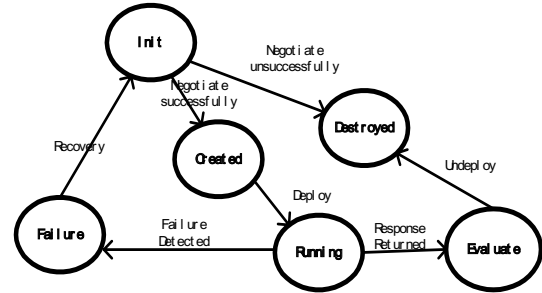 Init
Negotiate
unsuccessfully
Negotiate
successfully
Destroyed
Created
Recovery
Undeploy
Deploy
Failure
Failure
Detected
Running
Response
Returned
Evaluate